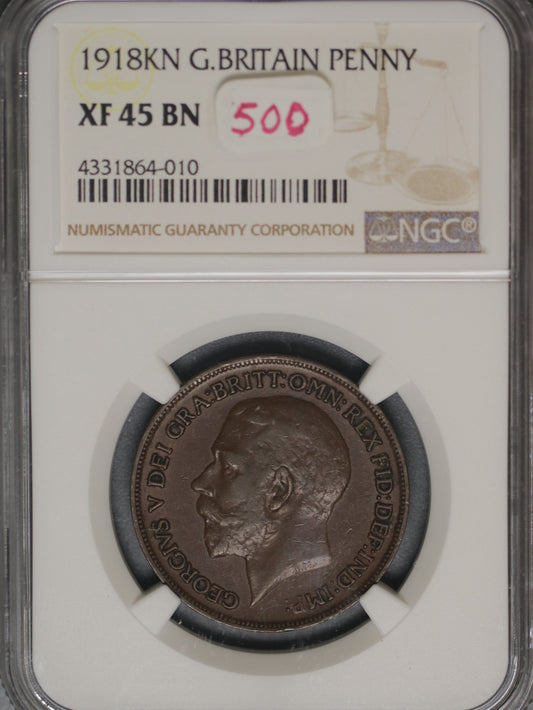 1918KN G.BRITAIN PENNY
XF 45 BN
500
4331864-010
NUMISMATIC GUARANTY CORPORATION
NGC®
GEORGIVS V DEI GRA:BRITT:OMN:REX FID:DEF:IND:IMP: